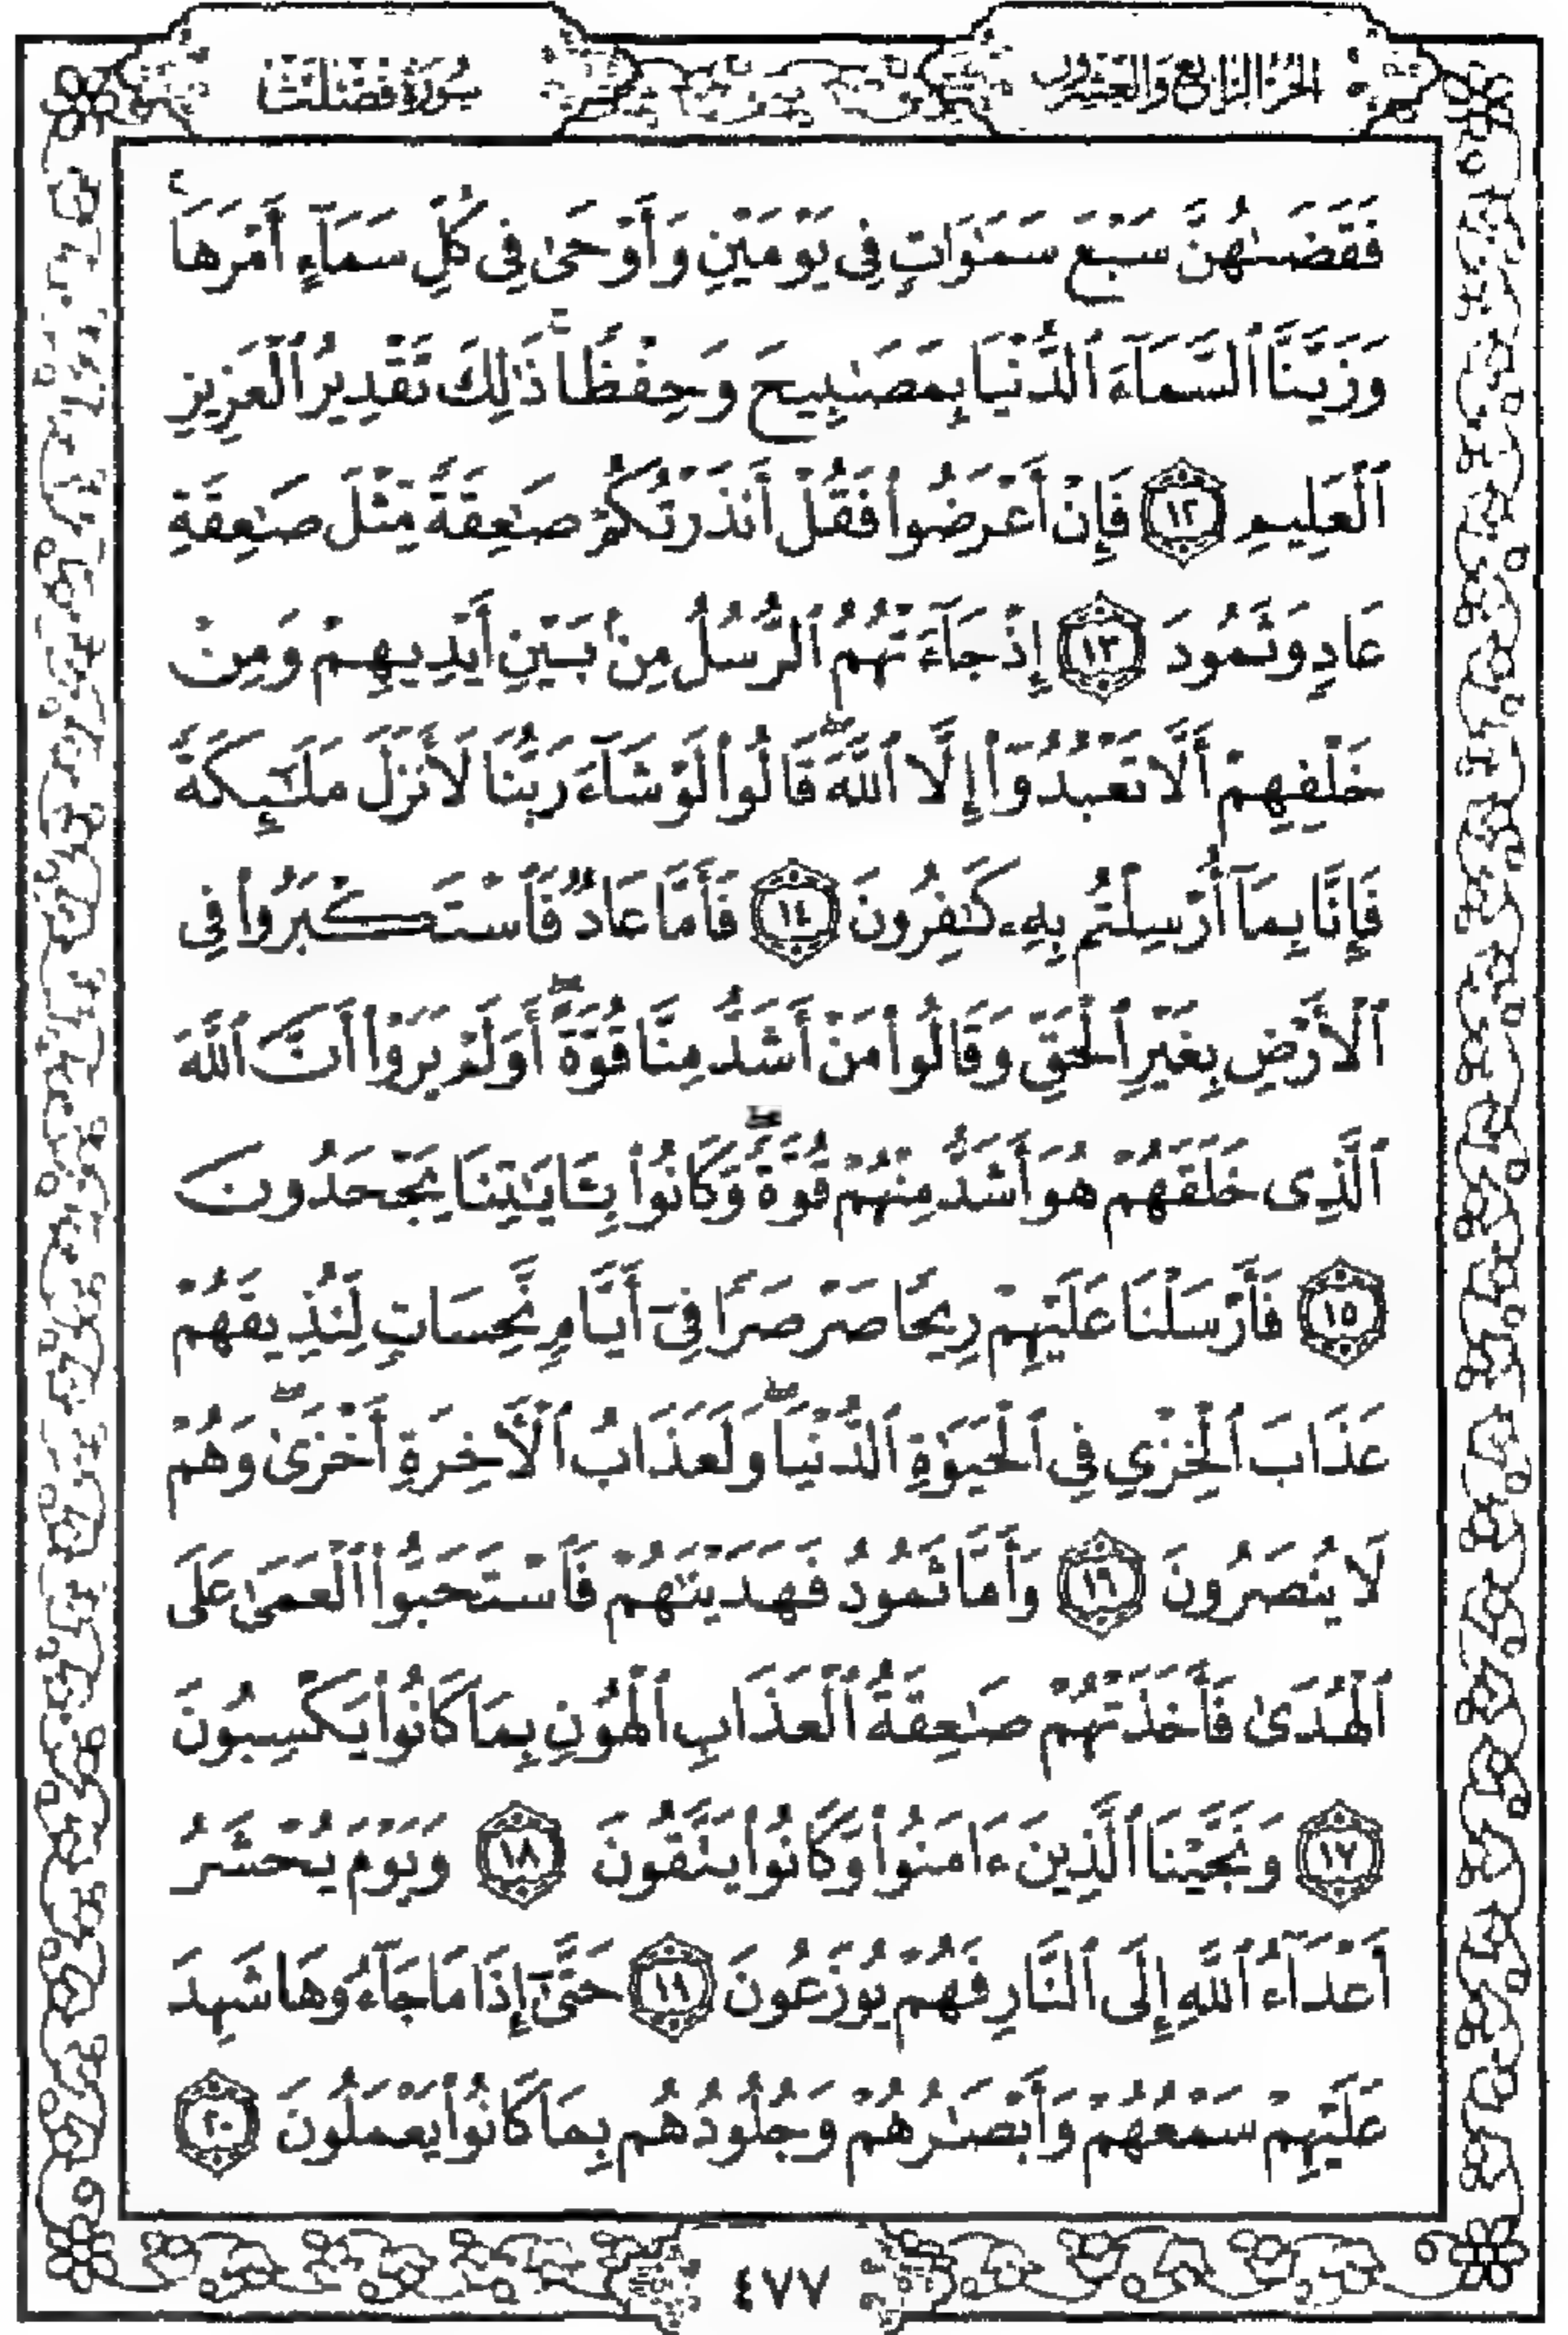 الجزء الرابع والعشرون
سورة فصلت
فَقَضَىٰهُنَّ سَبْعَ سَمَٰوَاتٍ فِى يَوْمَيْنِ وَأَوْحَىٰ فِى كُلِّ سَمَآءٍ أَمْرَهَا ۚ
وَزَيَّنَّا ٱلسَّمَآءَ ٱلدُّنْيَا بِمَصَٰبِيحَ وَحِفْظًا ۚ ذَٰلِكَ تَقْدِيرُ ٱلْعَزِيزِ
ٱلْعَلِيمِ ١٢ فَإِنْ أَعْرَضُوا۟ فَقُلْ أَنذَرْتُكُمْ صَٰعِقَةً مِّثْلَ صَٰعِقَةِ
عَادٍ وَثَمُودَ ١٣ إِذْ جَآءَتْهُمُ ٱلرُّسُلُ مِنۢ بَيْنِ أَيْدِيهِمْ وَمِنْ
خَلْفِهِمْ أَلَّا تَعْبُدُوٓا۟ إِلَّا ٱللَّهَ ۖ قَالُوا۟ لَوْ شَآءَ رَبُّنَا لَأَنزَلَ مَلَٰٓئِكَةً
فَإِنَّا بِمَآ أُرْسِلْتُم بِهِۦ كَٰفِرُونَ ١٤ فَأَمَّا عَادٌ فَٱسْتَكْبَرُوا۟ فِى
ٱلْأَرْضِ بِغَيْرِ ٱلْحَقِّ وَقَالُوا۟ مَنْ أَشَدُّ مِنَّا قُوَّةً ۖ أَوَلَمْ يَرَوْا۟ أَنَّ ٱللَّهَ
ٱلَّذِى خَلَقَهُمْ هُوَ أَشَدُّ مِنْهُمْ قُوَّةً ۖ وَكَانُوا۟ بِـَٔايَٰتِنَا يَجْحَدُونَ
١٥ فَأَرْسَلْنَا عَلَيْهِمْ رِيحًا صَرْصَرًا فِىٓ أَيَّامٍ نَّحِسَاتٍ لِّنُذِيقَهُمْ
عَذَابَ ٱلْخِزْيِ فِى ٱلْحَيَوٰةِ ٱلدُّنْيَا ۖ وَلَعَذَابُ ٱلْـَٔاخِرَةِ أَخْزَىٰ ۖ وَهُمْ
لَا يُنصَرُونَ ١٦ وَأَمَّا ثَمُودُ فَهَدَيْنَٰهُمْ فَٱسْتَحَبُّوا۟ ٱلْعَمَىٰ عَلَى
ٱلْهُدَىٰ فَأَخَذَتْهُمْ صَٰعِقَةُ ٱلْعَذَابِ ٱلْهُونِ بِمَا كَانُوا۟ يَكْسِبُونَ
١٧ وَنَجَّيْنَا ٱلَّذِينَ ءَامَنُوا۟ وَكَانُوا۟ يَتَّقُونَ ١٨ وَيَوْمَ يُحْشَرُ
أَعْدَآءُ ٱللَّهِ إِلَى ٱلنَّارِ فَهُمْ يُوزَعُونَ ١٩ حَتَّىٰٓ إِذَا مَا جَآءُوهَا شَهِدَ
عَلَيْهِمْ سَمْعُهُمْ وَأَبْصَٰرُهُمْ وَجُلُودُهُم بِمَا كَانُوا۟ يَعْمَلُونَ ٢٠
٤٧٧